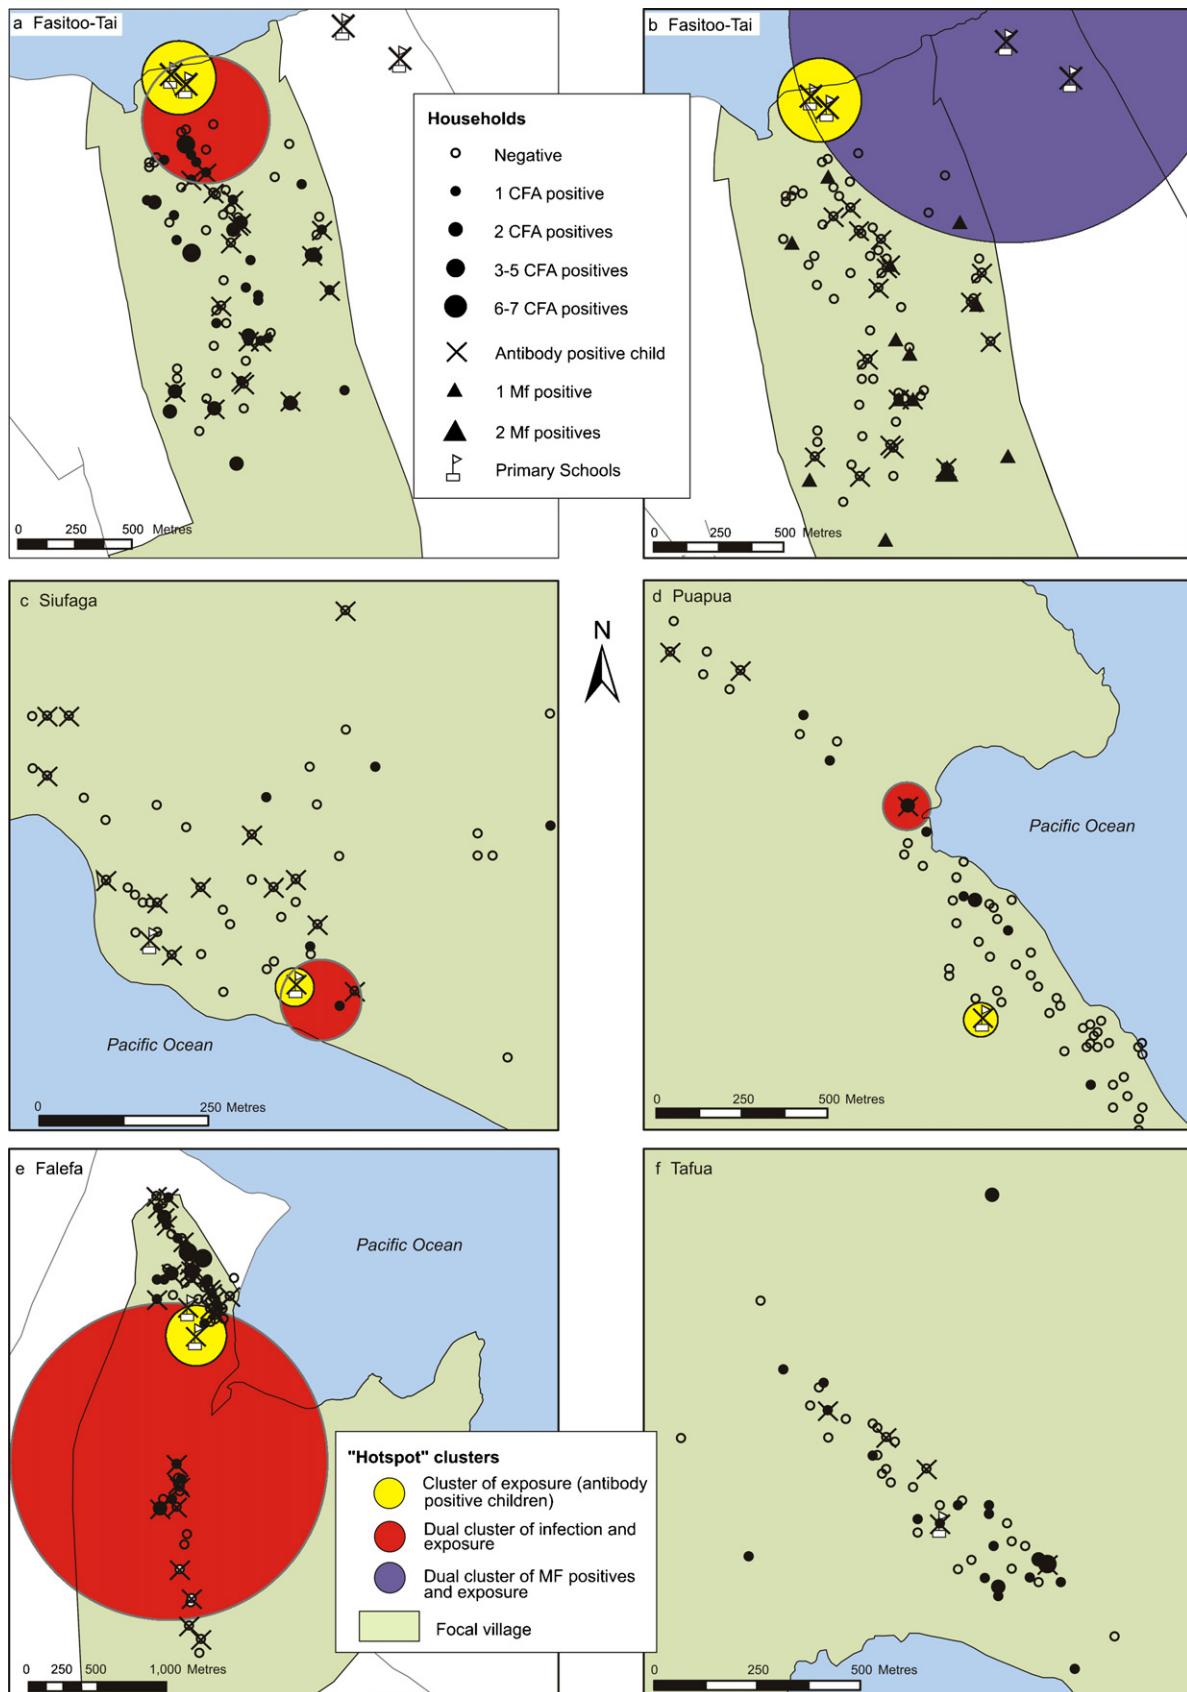 a Fasitoo-Tai
b Fasitoo-Tai
Households
Negative
1 CFA positive
2 CFA positives
3-5 CFA positives
6-7 CFA positives
Antibody positive child
1 Mf positive
2 Mf positives
Primary Schools
0 250 500 Metres
0 250 500 Metres
c Siufaga
N
d Puapua
Pacific Ocean
Pacific Ocean
0 250 Metres
0 250 500 Metres
e Falefa
f Tafua
Pacific Ocean
"Hotspot" clusters
Cluster of exposure (antibody
positive children)
Dual cluster of infection and
exposure
Dual cluster of MF positives
and exposure
Focal village
0 250 500 1,000 Metres
0 250 500 Metres